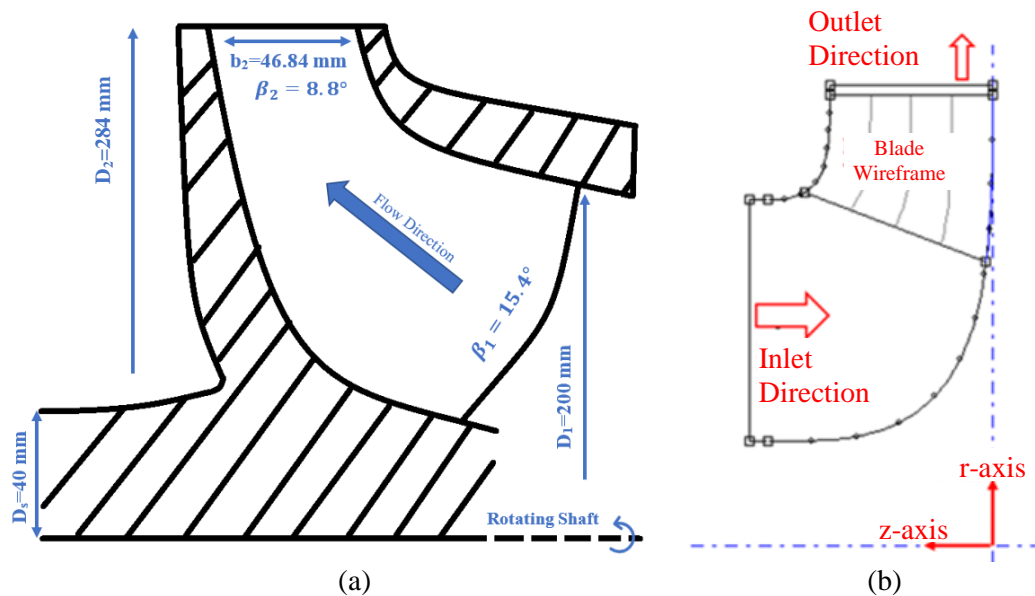 b₂=46.84 mm
β₂ = 8.8°
D₂=284 mm
Flow Direction
β₁ = 15.4°
D₁=200 mm
Dₛ=40 mm
Rotating Shaft
(a)
Outlet
Direction
Blade
Wireframe
Inlet
Direction
r-axis
z-axis
(b)